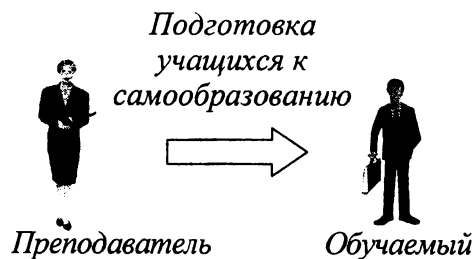 Подготовка
учащихся к
самообразованию
Преподаватель
Обучаемый